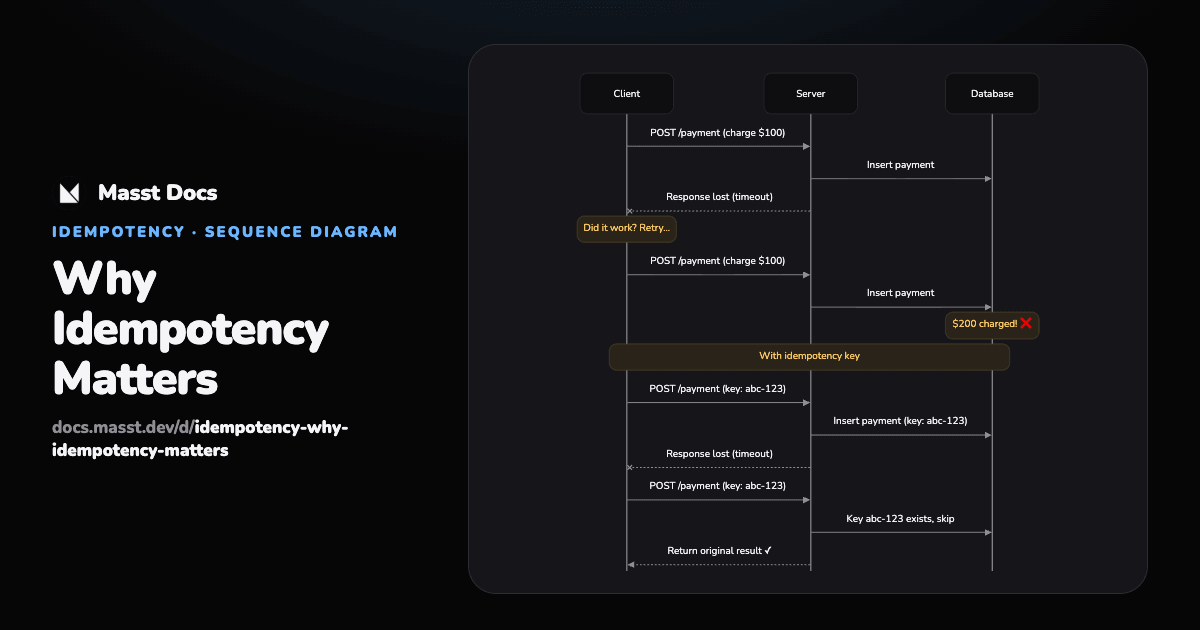 Masst Docs
IDEMPOTENCY · SEQUENCE DIAGRAM
Why
Idempotency
Matters
docs.masst.dev/d/idempotency-why-
idempotency-matters
Client
Server
Database
POST /payment (charge $100)
Insert payment
Response lost (timeout)
Did it work? Retry...
POST /payment (charge $100)
Insert payment
$200 charged! ❌
With idempotency key
POST /payment (key: abc-123)
Insert payment (key: abc-123)
Response lost (timeout)
POST /payment (key: abc-123)
Key abc-123 exists, skip
Return original result ✓